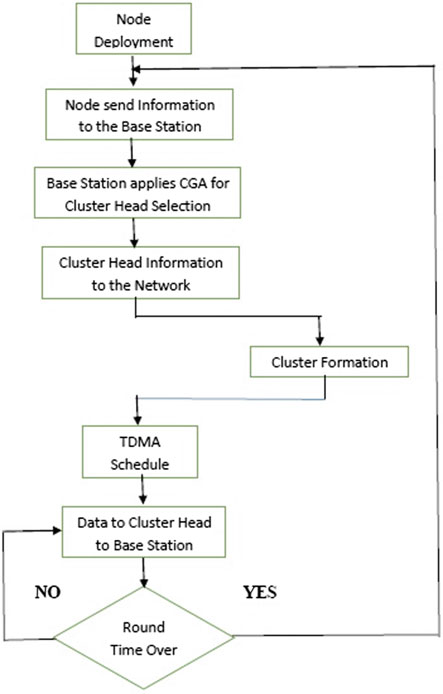 Node
Deployment
Node send Information
to the Base Station
Base Station applies CGA for
Cluster Head Selection
Cluster Head Information
to the Network
Cluster Formation
TDMA
Schedule
Data to Cluster Head
to Base Station
NO
YES
Round
Time Over